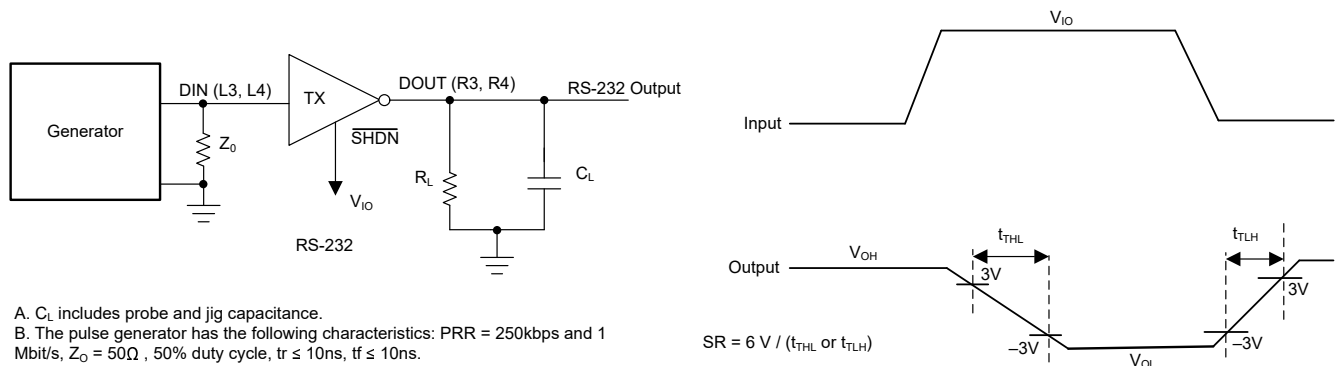 Generator
DIN (L3, L4)
Z0
TX
SHDN
VIO
RS-232
DOUT (R3, R4)
RS-232 Output
RL
CL
A. CL includes probe and jig capacitance.
B. The pulse generator has the following characteristics: PRR = 250kbps and 1
Mbit/s, ZO = 50Ω , 50% duty cycle, tr ≤ 10ns, tf ≤ 10ns.
VIO
Input
Output
VOH
tTHL
tTLH
3V
3V
–3V
–3V
VOL
SR = 6 V / (tTHL or tTLH)